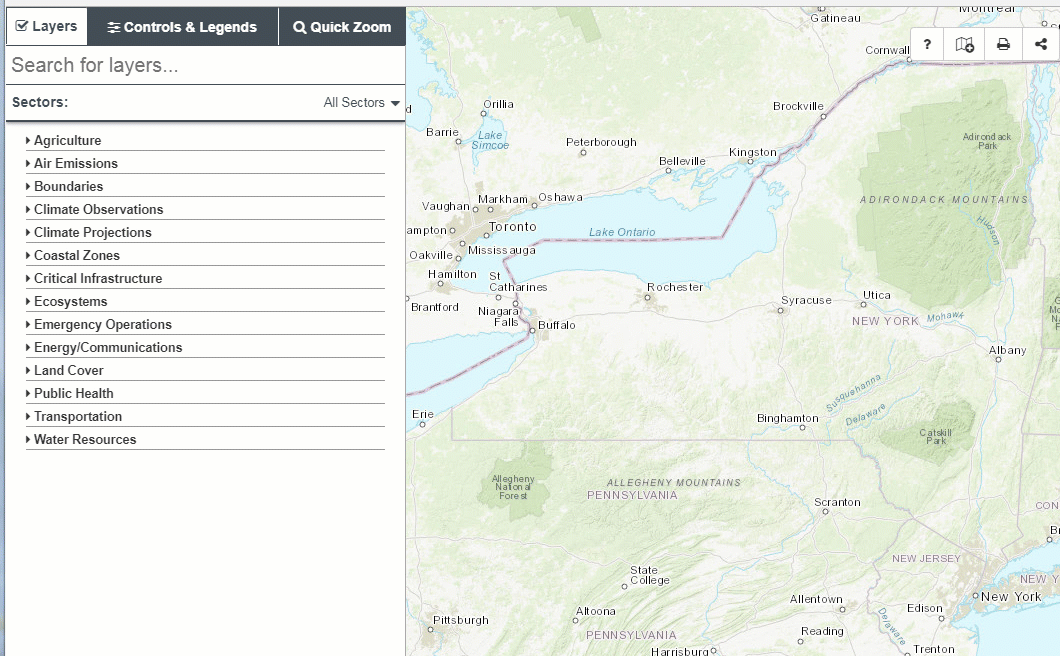 Layers
Controls & Legends
Quick Zoom
Search for layers...
Sectors:
All Sectors
Agriculture
Air Emissions
Boundaries
Climate Observations
Climate Projections
Coastal Zones
Critical Infrastructure
Ecosystems
Emergency Operations
Energy/Communications
Land Cover
Public Health
Transportation
Water Resources
Gatineau
Montreal
Cornwall
?
Orillia
Brockville
Barrie
Lake
Simcoe
Peterborough
Belleville
Kingston
Adirondack
Park
Markham
Oshawa
Vaughan
ADIRONDACK MOUNTAINS
Hudson
ampton
Toronto
Lake Ontario
Mississauga
Oakville
Hamilton
St
Catharines
Rochester
Brantford
Niagara
Falls
Buffalo
Syracuse
Utica
NEW YORK
Mohawk
Albany
Susquehanna
Delaware
Erie
Binghamton
Catskill
Park
Allegheny
National
Forest
ALLEGHENY MOUNTAINS
PENNSYLVANIA
Scranton
CON
NEW JERSEY
State
College
NEW Y
New York
Allentown
Edison
Altoona
Pittsburgh
PENNSYLVANIA
Reading
Delaware
Harrisburg
Trenton